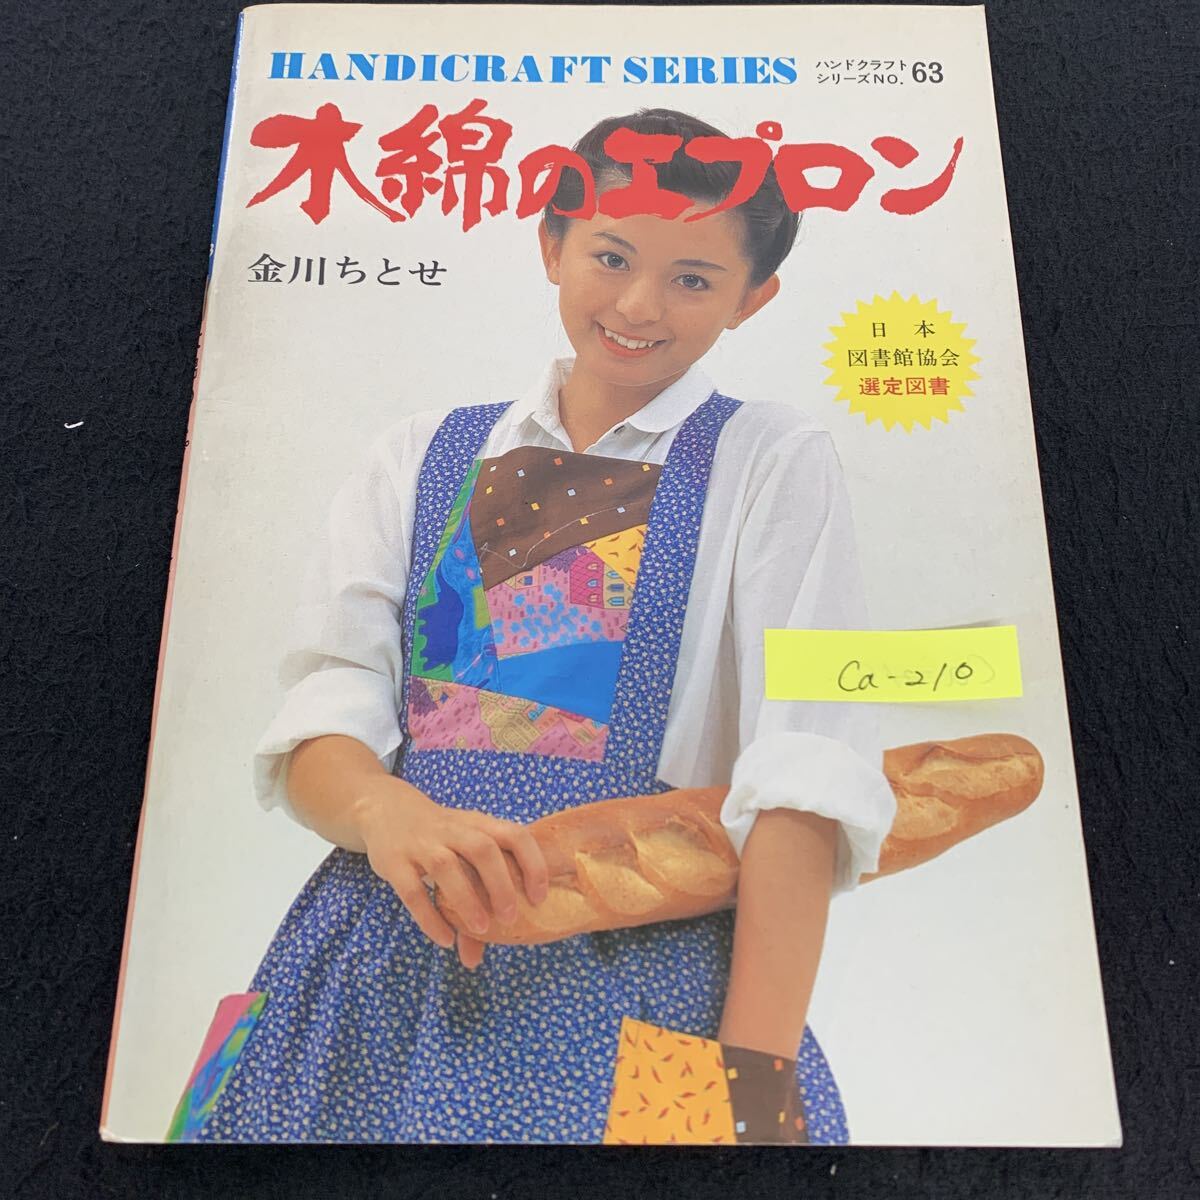 HANDICRAFT SERIES
ハンドクラフト
シリーズNO. 63
木綿のエプロン
金川ちとせ
日本
図書館協会
選定図書
Ca-210